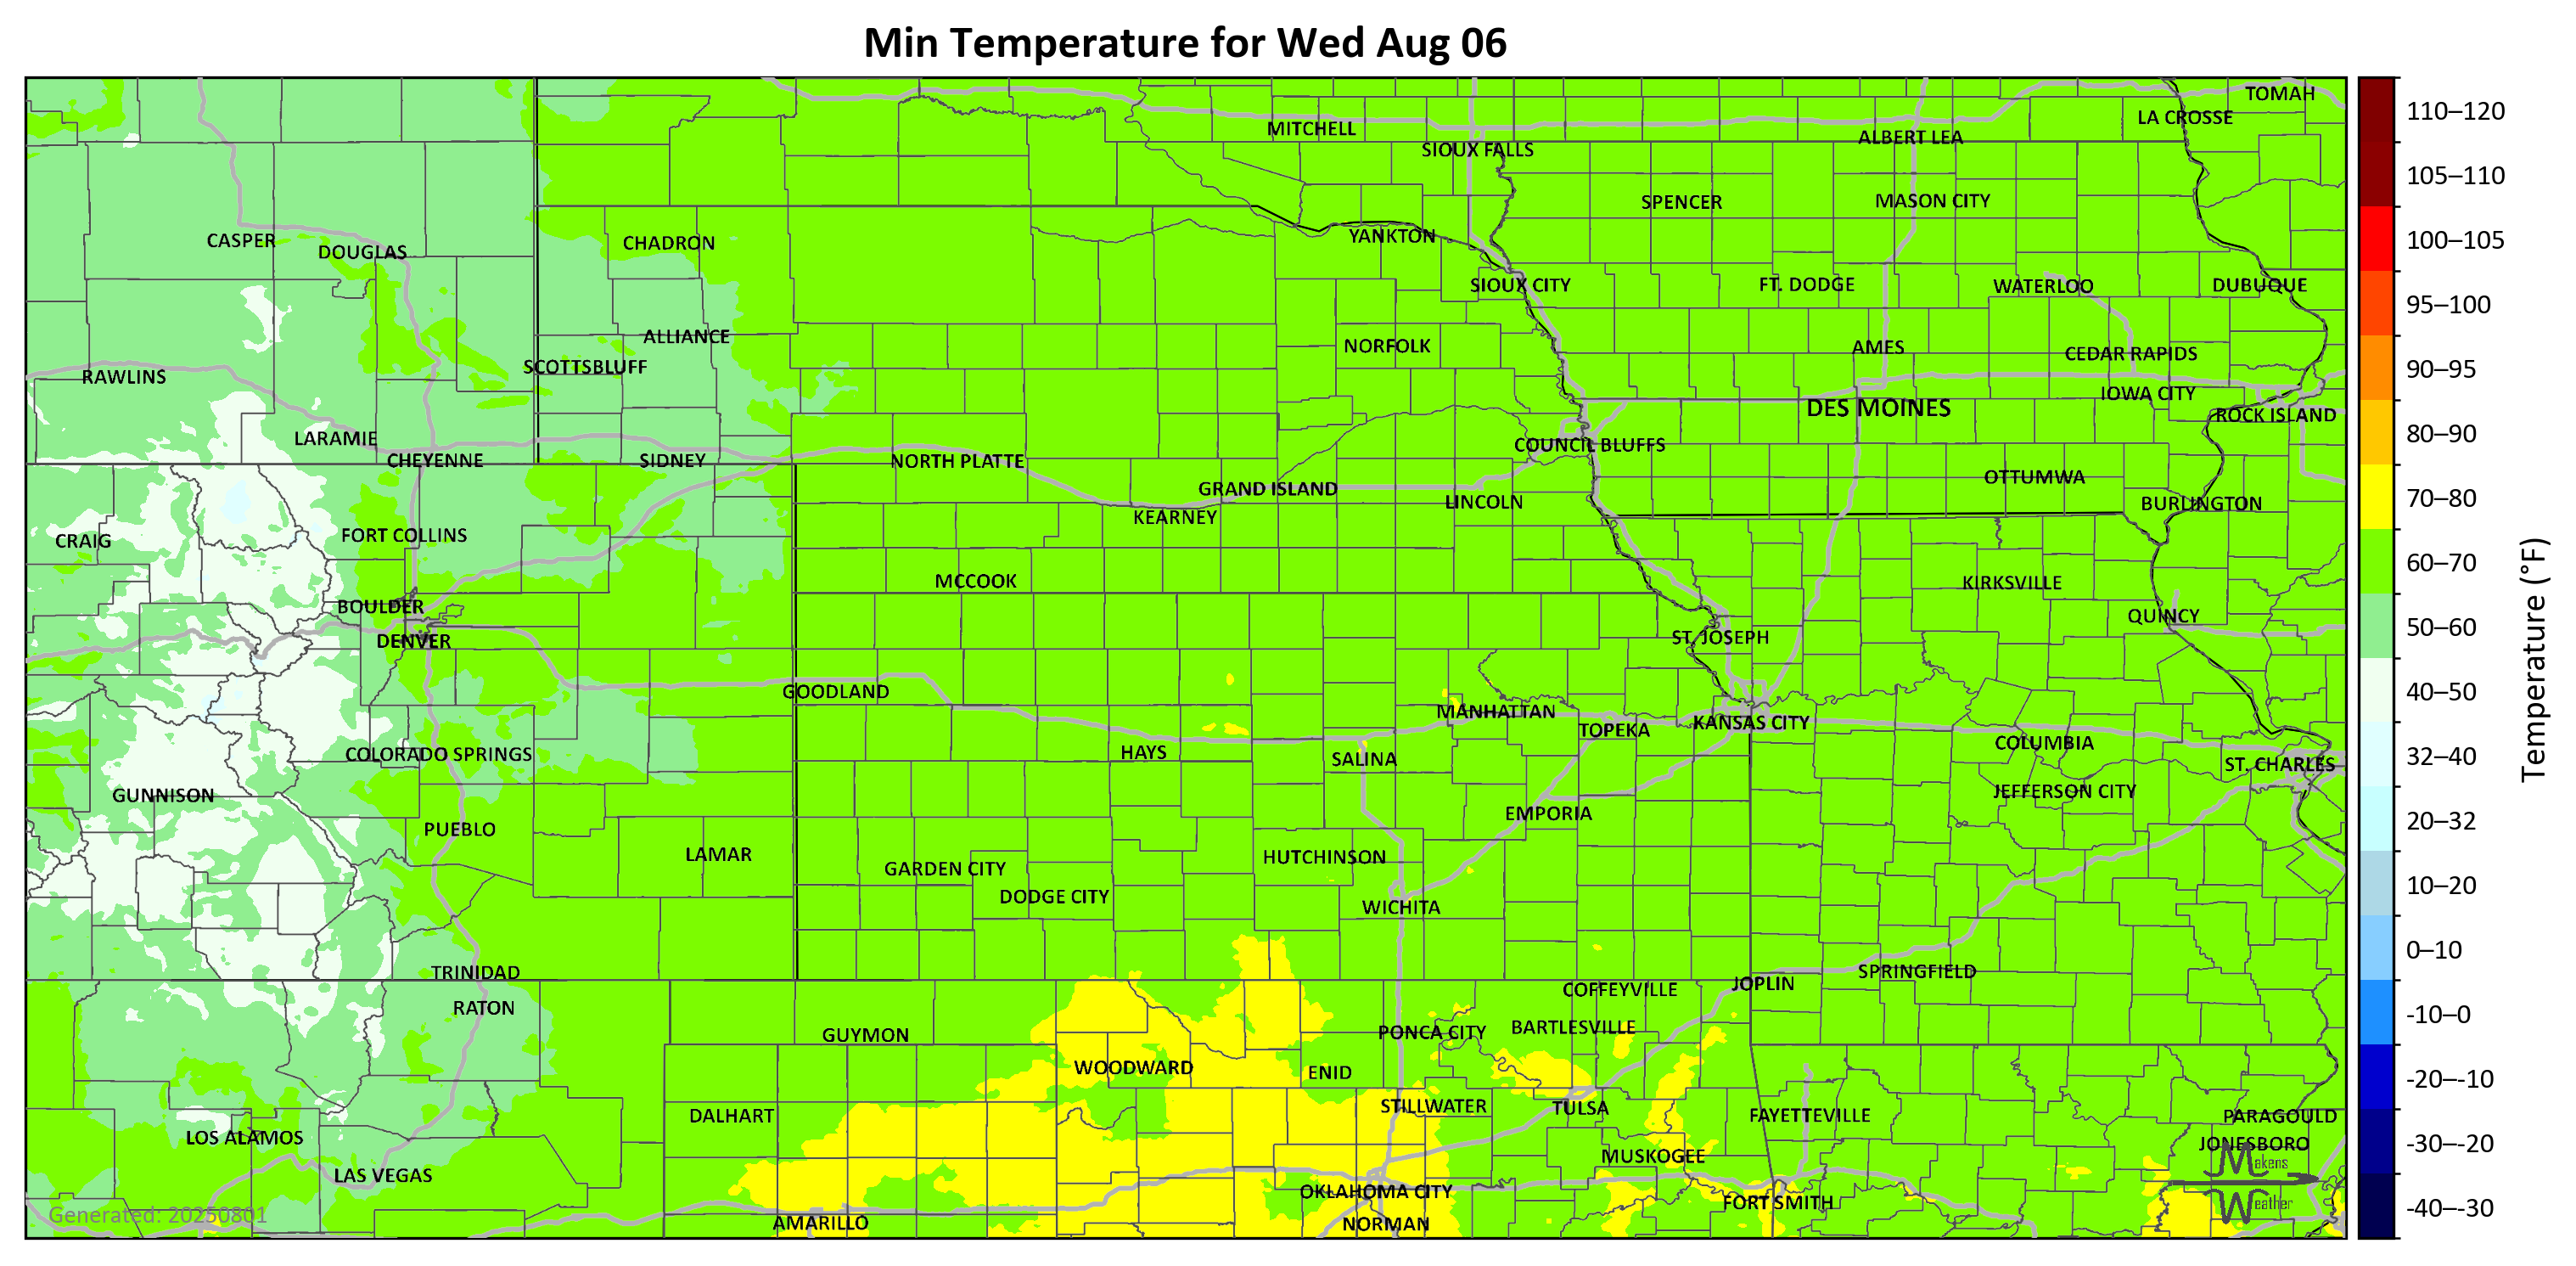 Min Temperature for Wed Aug 06
TOMAH
LA CROSSE
MITCHELL
ALBERT LEA
SIOUX FALLS
SPENCER
MASON CITY
CASPER
DOUGLAS
CHADRON
YANKTON
SIOUX CITY
FT. DODGE
WATERLOO
DUBUQUE
ALLIANCE
NORFOLK
AMES
CEDAR RAPIDS
SCOTTSBLUFF
RAWLINS
IOWA CITY
DES MOINES
ROCK ISLAND
LARAMIE
COUNCIL BLUFFS
CHEYENNE
SIDNEY
NORTH PLATTE
OTTUMWA
GRAND ISLAND
LINCOLN
BURLINGTON
KEARNEY
FORT COLLINS
CRAIG
MCCOOK
KIRKSVILLE
BOULDER
QUINCY
DENVER
ST. JOSEPH
GOODLAND
MANHATTAN
KANSAS CITY
TOPEKA
COLUMBIA
COLORADO SPRINGS
HAYS
SALINA
ST. CHARLES
GUNNISON
JEFFERSON CITY
EMPORIA
PUEBLO
LAMAR
HUTCHINSON
GARDEN CITY
DODGE CITY
WICHITA
TRINIDAD
SPRINGFIELD
JOPLIN
COFFEYVILLE
RATON
GUYMON
PONCA CITY
BARTLESVILLE
WOODWARD
ENID
STILLWATER
TULSA
DALHART
FAYETTEVILLE
PARAGOULD
LOS ALAMOS
JONESBORO
MUSKOGEE
LAS VEGAS
OKLAHOMA CITY
FORT SMITH
AMARILLO
NORMAN
Makens
Weather
Generated: 20250801
110–120
105–110
100–105
95–100
90–95
80–90
70–80
60–70
50–60
40–50
32–40
20–32
10–20
0–10
-10–0
-20–-10
-30–-20
-40–-30
Temperature (°F)